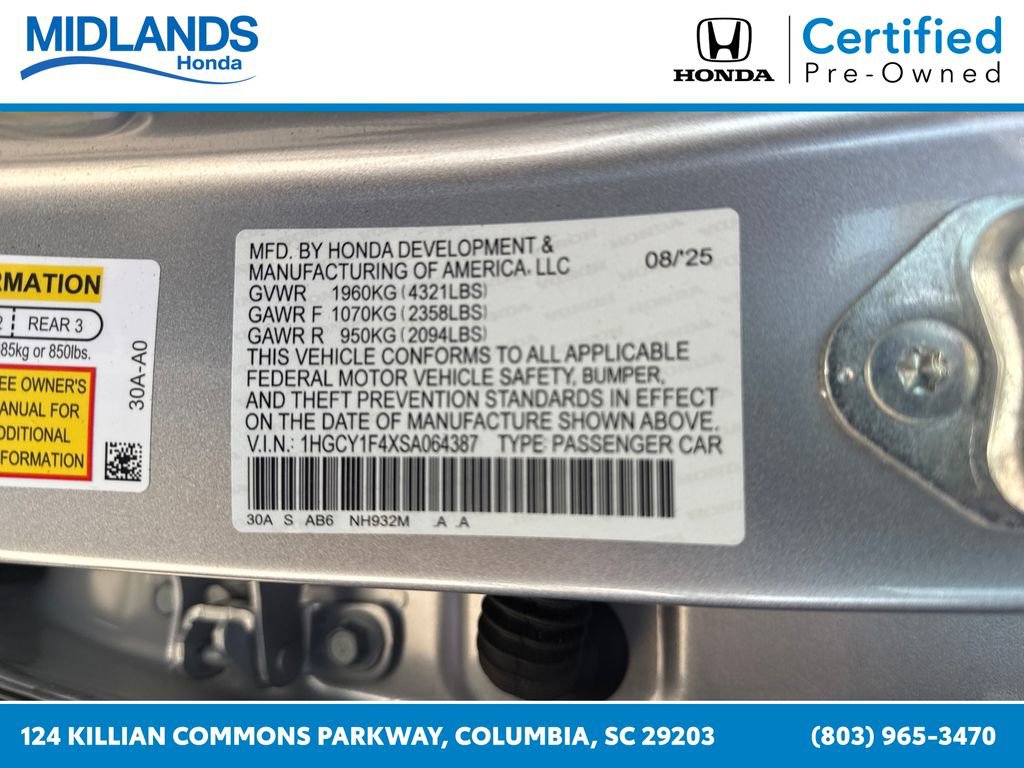 MIDLANDS
Honda
HONDA
Certified
Pre-Owned
RMATION
2 REAR 3
85kg or 850lbs.
EE OWNER'S
ANUAL FOR
DDITIONAL
FORMATION
30A-A0
MFD. BY HONDA DEVELOPMENT &
MANUFACTURING OF AMERICA, LLC 08/'25
GVWR 1960KG (4321LBS)
GAWR F 1070KG (2358LBS)
GAWR R 950KG (2094LBS)
THIS VEHICLE CONFORMS TO ALL APPLICABLE
FEDERAL MOTOR VEHICLE SAFETY, BUMPER,
AND THEFT PREVENTION STANDARDS IN EFFECT
ON THE DATE OF MANUFACTURE SHOWN ABOVE.
V.I.N.: 1HGCY1F4XSA064387 TYPE: PASSENGER CAR
30A S AB6 NH932M .A .A
124 KILLIAN COMMONS PARKWAY, COLUMBIA, SC 29203 (803) 965-3470